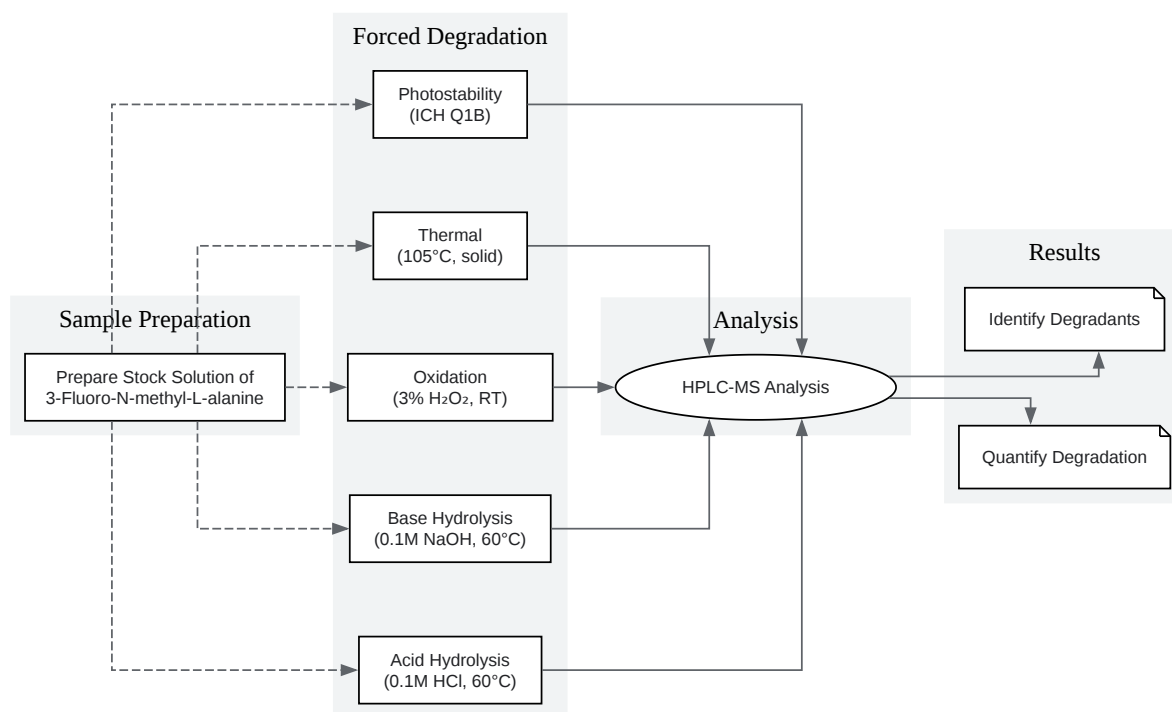 Forced Degradation
Photostability
(ICH Q1B)
Thermal
(105°C, solid)
Results
Identify Degradants
Sample Preparation
Analysis
Prepare Stock Solution of
3-Fluoro-N-methyl-L-alanine
Oxidation
(3% H₂O₂, RT)
HPLC-MS Analysis
Quantify Degradation
Base Hydrolysis
(0.1M NaOH, 60°C)
Acid Hydrolysis
(0.1M HCl, 60°C)